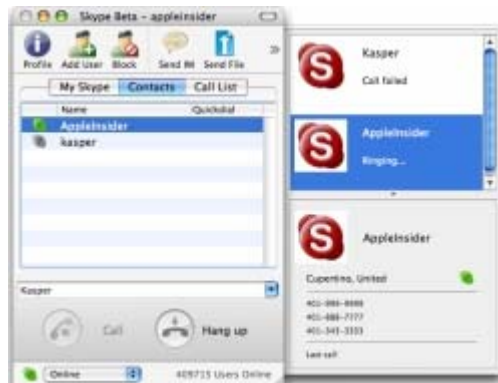 Skype Beta - appleinsider
Profile Add User Block Send IM Send File
My Skype Contacts Call List
Name Quickdial
AppleInsider
kasper
Kasper
Call Hang up
Online 409715 Users Online
Kasper
Call failed
AppleInsider
Ringing...
AppleInsider
Cupertino, United
Last call